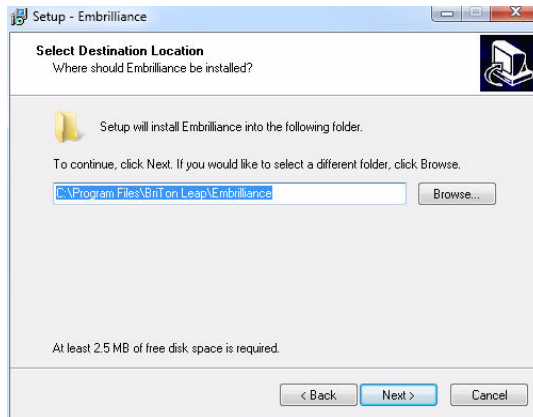 Setup - Embrilliance
Select Destination Location
Where should Embrilliance be installed?
Setup will install Embrilliance into the following folder.
To continue, click Next. If you would like to select a different folder, click Browse.
C:\Program Files\BriTon Leap\Embrilliance
Browse...
At least 2.5 MB of free disk space is required.
< Back
Next >
Cancel